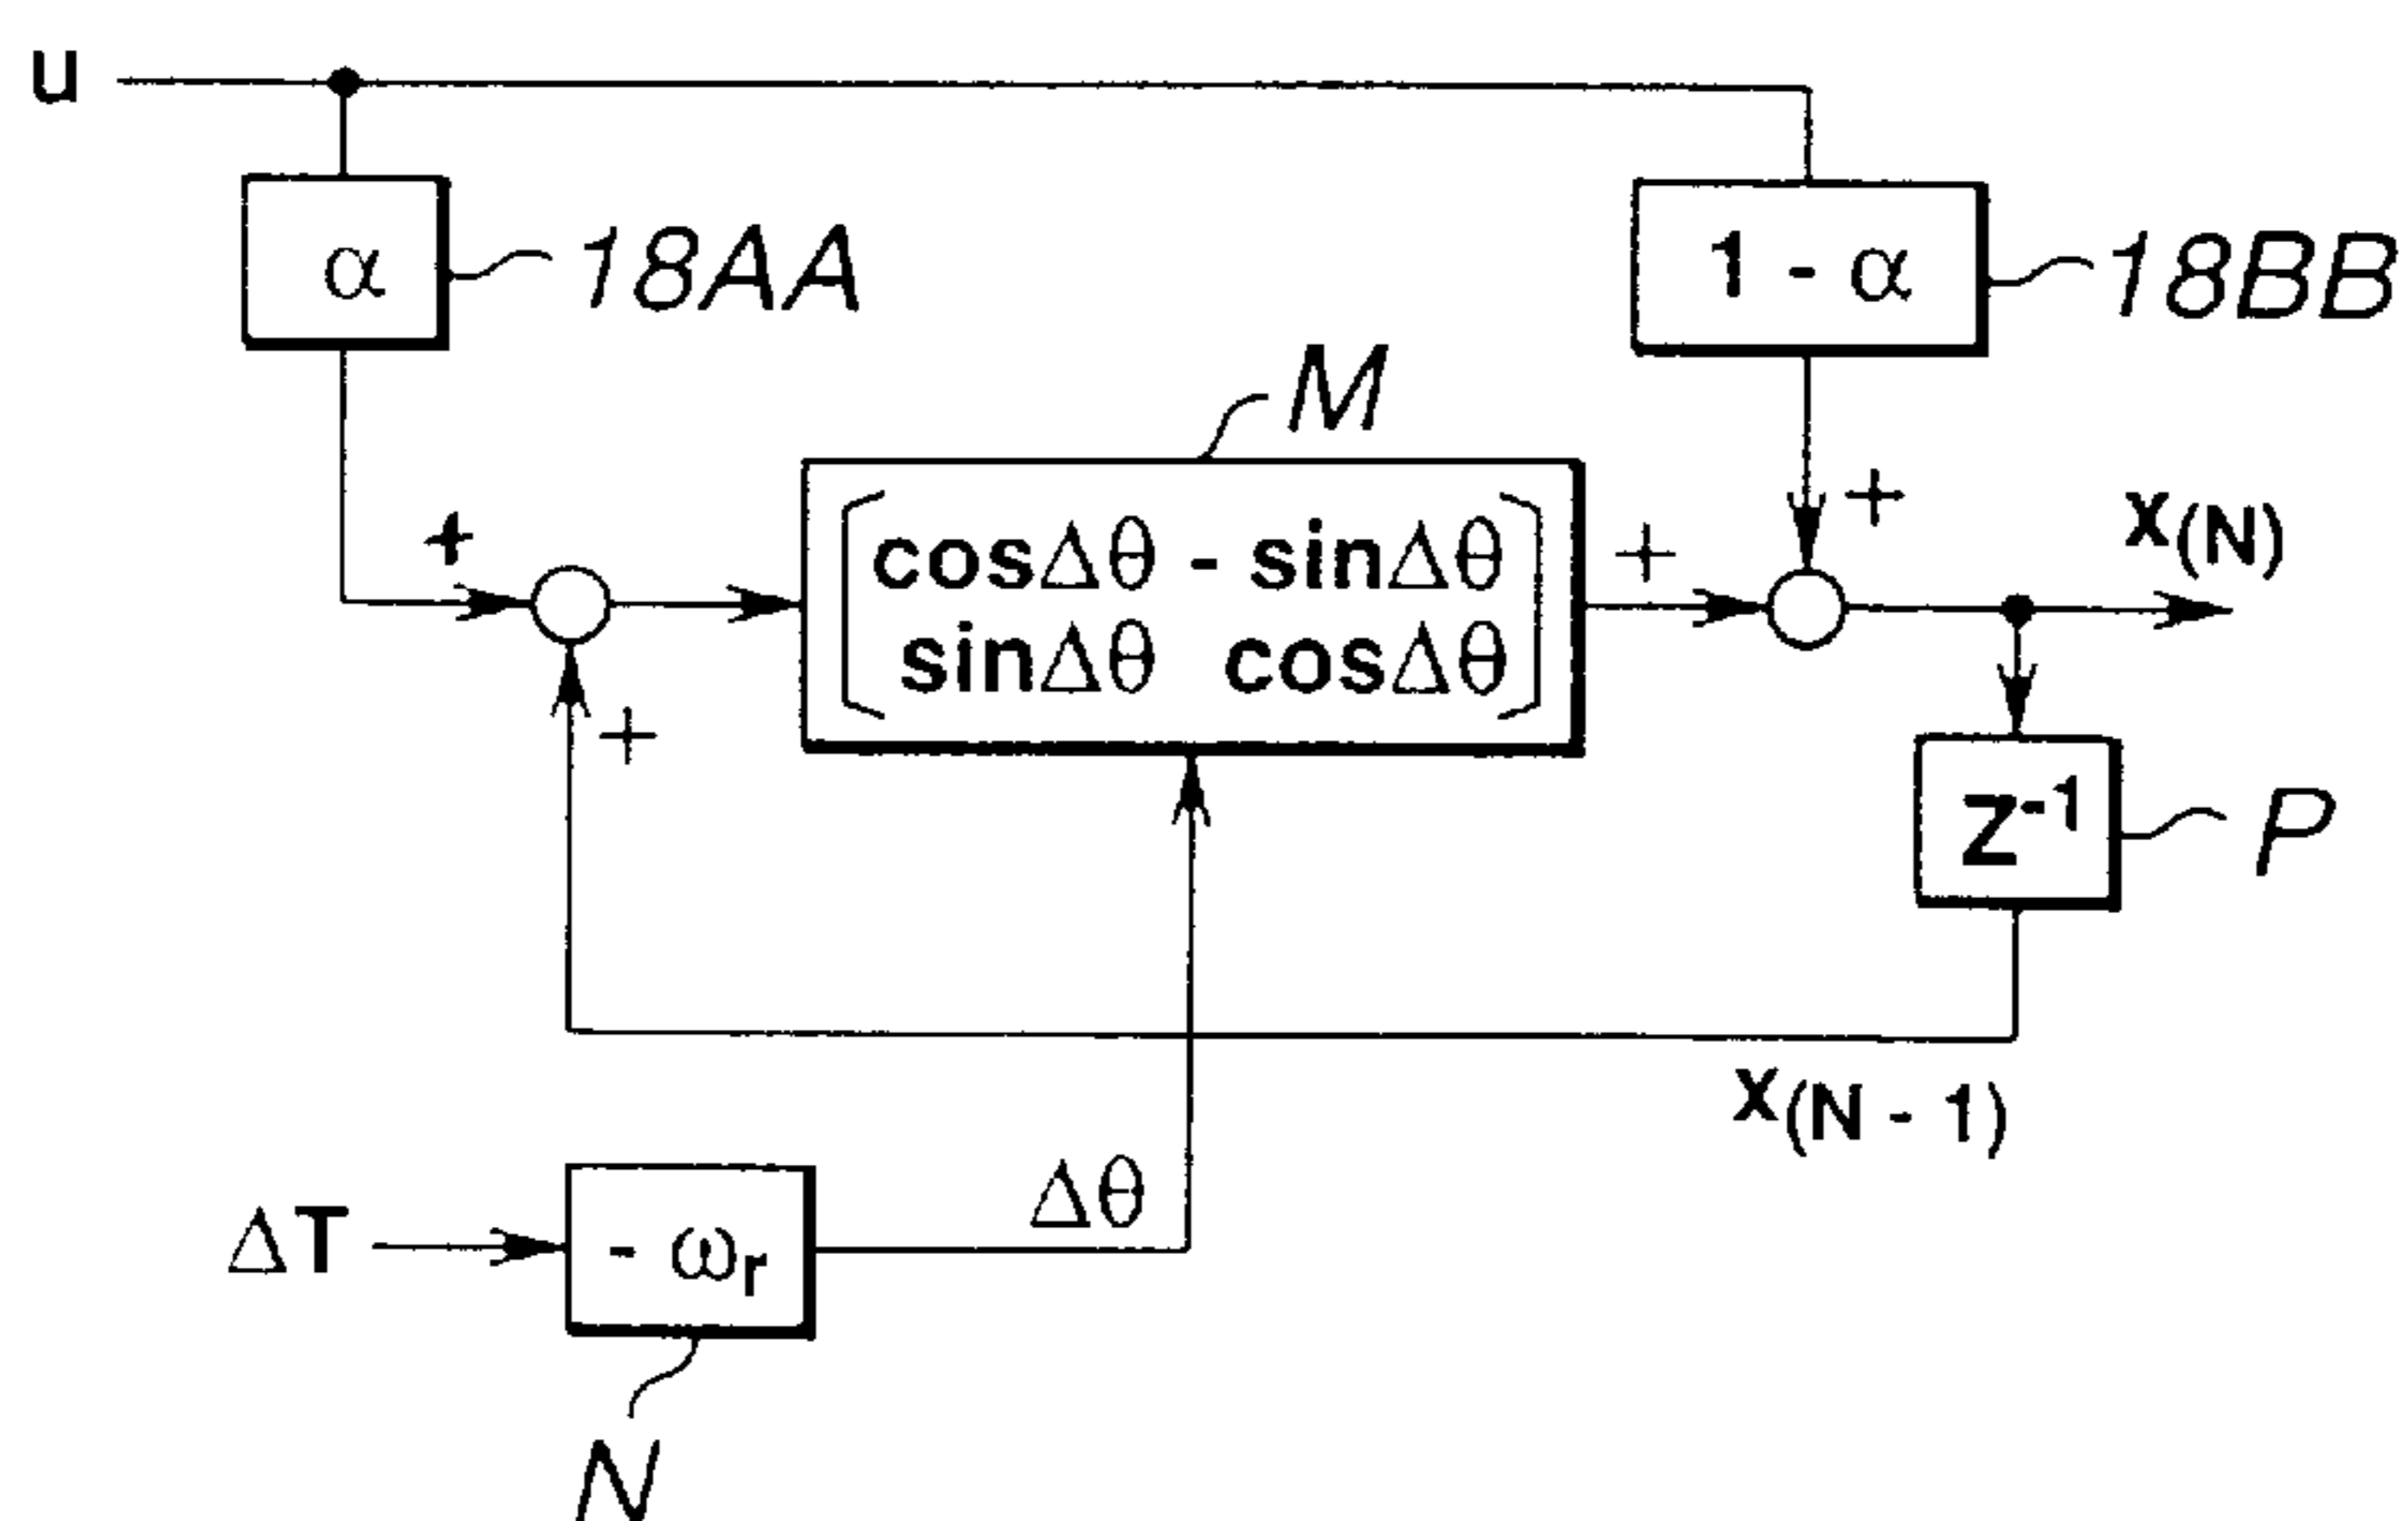 u
α
18AA
1 - α
18BB
M
+
+
+
+
cosΔθ - sinΔθ
sinΔθ cosΔθ
x(N)
z⁻¹
P
x(N - 1)
Δθ
ΔT
- ωr
N